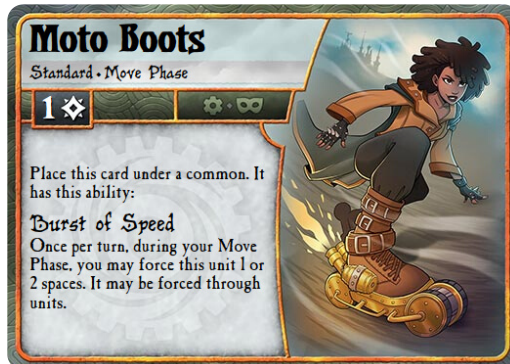 Moto Boots
Standard • Move Phase
1
Place this card under a common. It
has this ability:
Burst of Speed
Once per turn, during your Move
Phase, you may force this unit 1 or
2 spaces. It may be forced through
units.